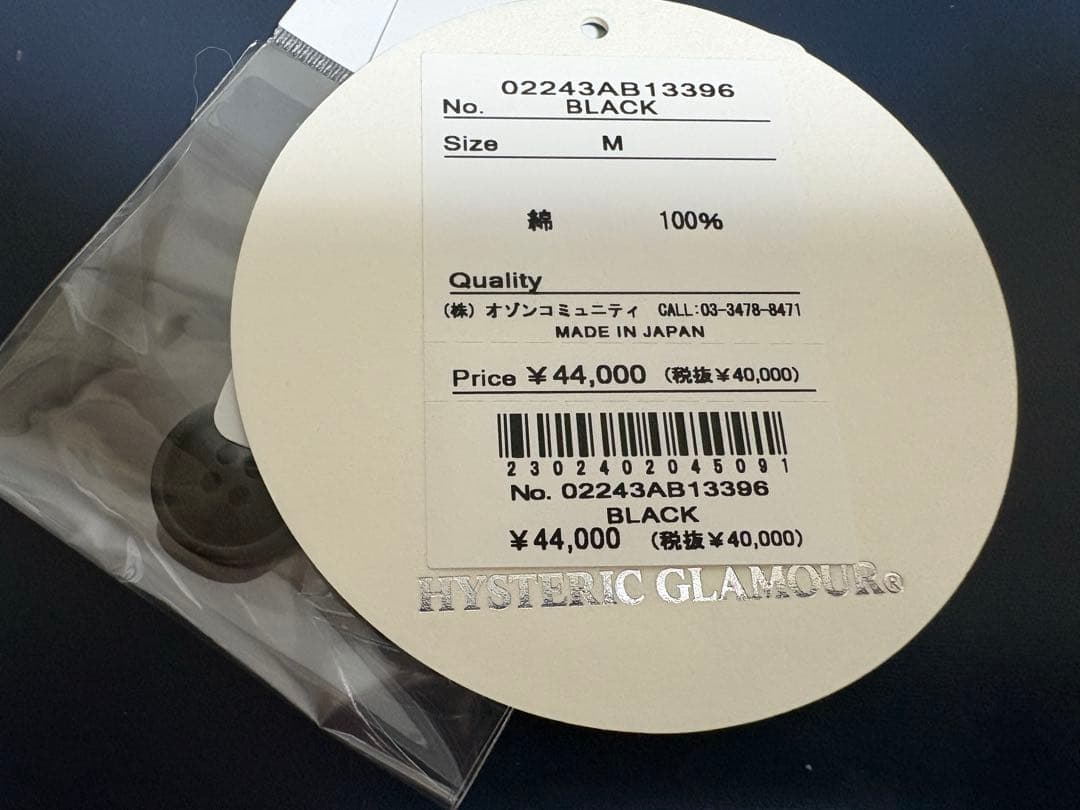 02243AB13396
No. BLACK
Size M
綿 100%
Quality
(株) オゾンコミュニティ CALL:03-3478-8471
MADE IN JAPAN
Price ¥44,000 (税抜¥40,000)
2302402045091
No. 02243AB13396
BLACK
¥44,000 (税抜¥40,000)
HYSTERIC GLAMOUR®